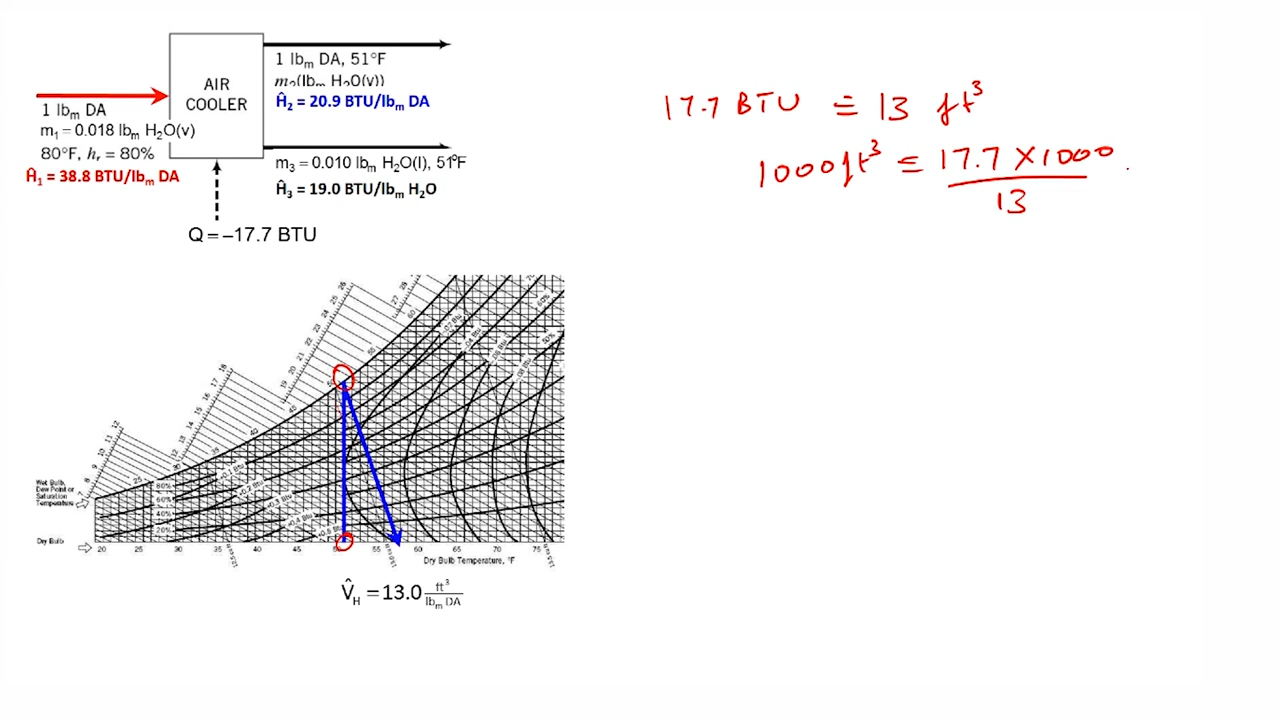 AIR
COOLER
1 lbm DA
m1 = 0.018 lbm H2O(v)
80°F, hr = 80%
Ĥ1 = 38.8 BTU/lbm DA
1 lbm DA, 51°F
m2(lbm H2O(v))
Ĥ2 = 20.9 BTU/lbm DA
m3 = 0.010 lbm H2O(l), 51°F
Ĥ3 = 19.0 BTU/lbm H2O
Q = –17.7 BTU
17.7 BTU ≡ 13 ft³
1000 ft³ ≡ 17.7 × 1000
13
Wet Bulb,
Dew Point or
Saturation
Temperature
Dry Bulb
80%
60%
40%
20%
60%
50%
20 25 30 35 40 45 55 60 65 70 75
Dry Bulb Temperature, °F
V̂H = 13.0 ft³
lbm DA